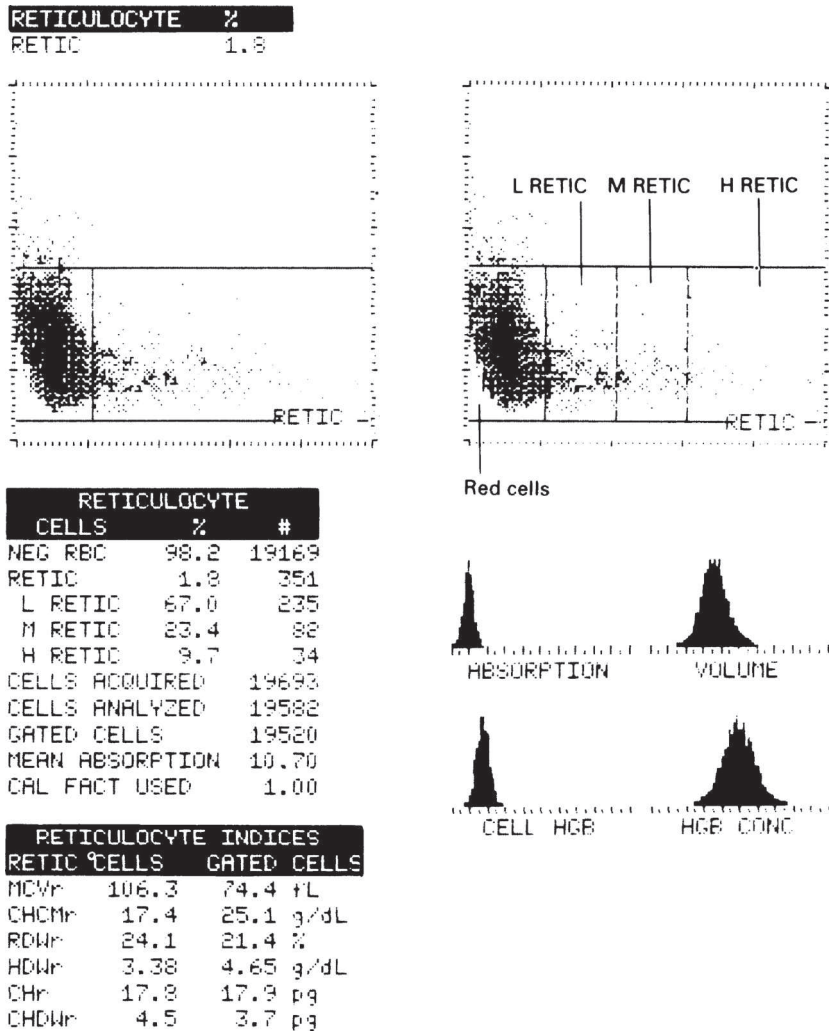 RETICULOCYTE %
RETIC 1.8
L RETIC M RETIC H RETIC
RETIC
RETIC
Red cells
RETICULOCYTE
CELLS % #
NEG RBC 98.2 19169
RETIC 1.8 351
L RETIC 67.0 235
M RETIC 23.4 82
H RETIC 9.7 34
CELLS ACQUIRED 19693
CELLS ANALYZED 19582
GATED CELLS 19520
MEAN ABSORPTION 10.70
CAL FACT USED 1.00
ABSORPTION VOLUME
CELL HGB HGB CONC
RETICULOCYTE INDICES
RETIC CELLS GATED CELLS
MCVr 106.3 74.4 fL
CHCMr 17.4 25.1 g/dL
RDWr 24.1 21.4 %
HDWr 3.38 4.65 g/dL
CHr 17.8 17.9 pg
CHDWr 4.5 3.7 pg